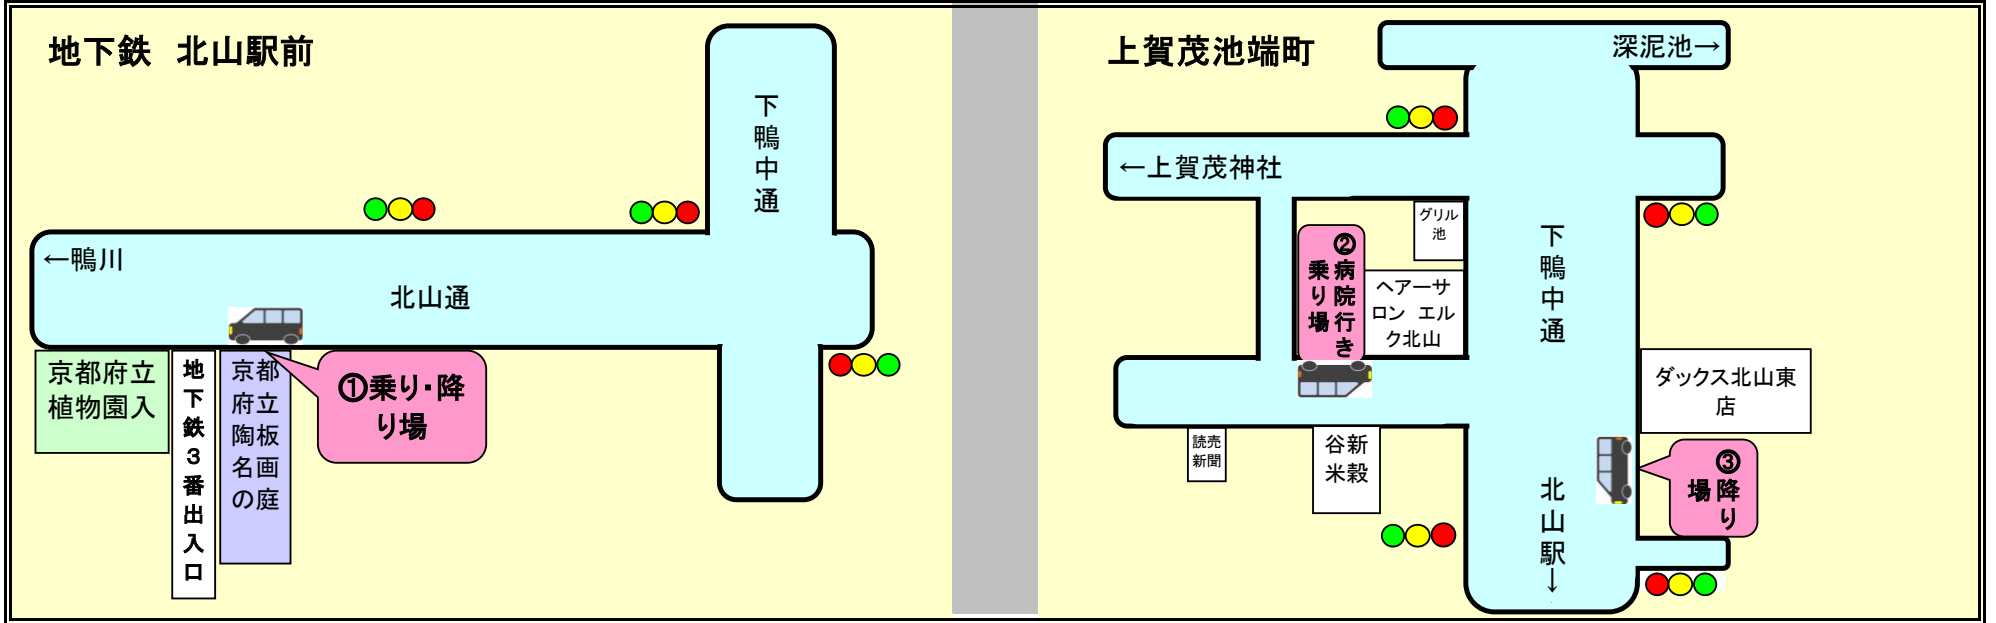 地下鉄　北山駅前
下鴨中通
←鴨川
北山通
京都府立
植物園入
地下鉄３番出入口
京都
府立
陶板
名画
の庭
①乗り・降
り場
上賀茂池端町
深泥池→
←上賀茂神社
グリル
池
②病院行き
乗り場
ヘアーサ
ロン　エル
ク北山
下鴨中通
ダックス北山東
店
読売
新聞
谷新
米穀
③降り
場
北山駅→